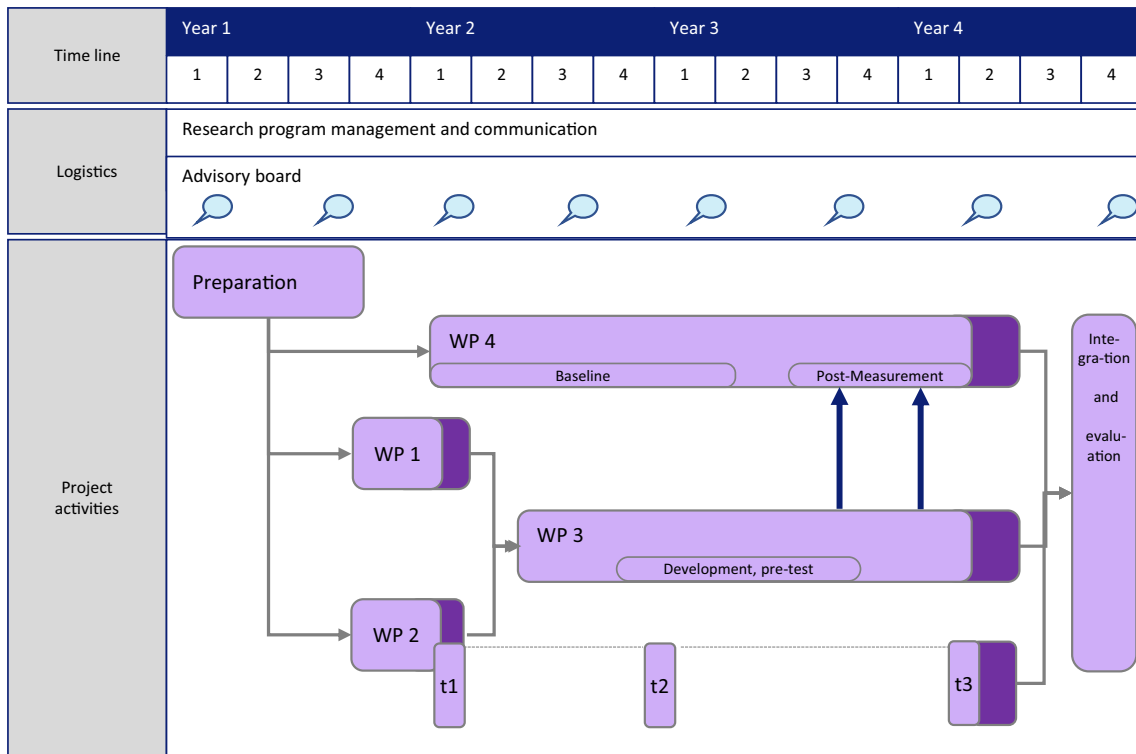 Time line
Year 1 Year 2 Year 3 Year 4
1 2 3 4 1 2 3 4 1 2 3 4 1 2 3 4
Logistics
Research program management and communication
Advisory board
Project
activities
Preparation
WP 4
Baseline
Post-Measurement
WP 1
WP 3
Development, pre-test
WP 2
t1
t2
t3
Inte-
gra-tion
and
evalu-
ation